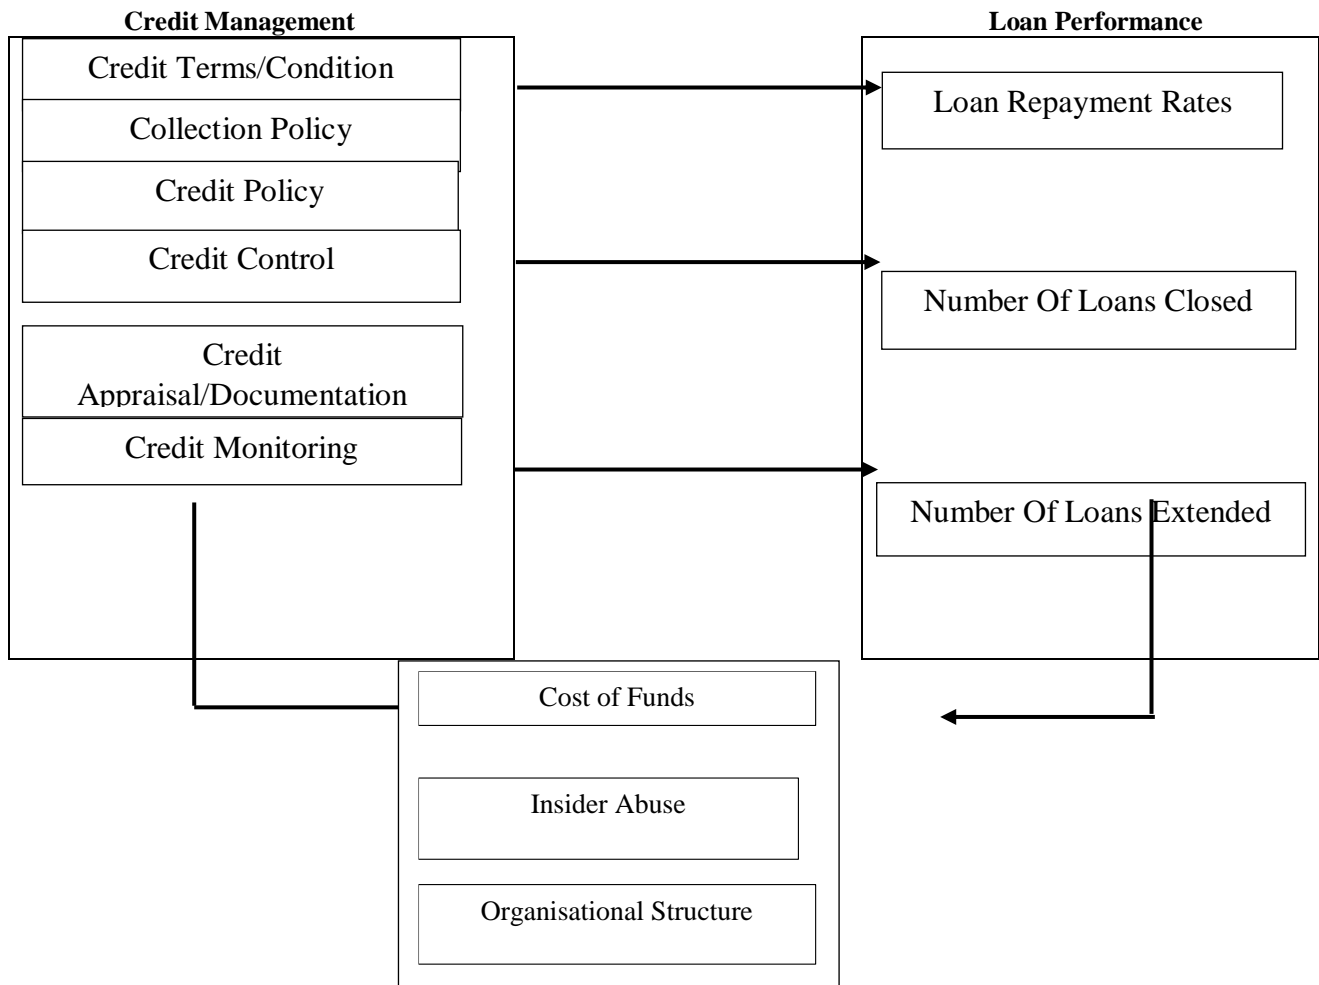 Credit Management
Loan Performance
Credit Terms/Condition
Collection Policy
Credit Policy
Credit Control
Credit
Appraisal/Documentation
Credit Monitoring
Loan Repayment Rates
Number Of Loans Closed
Number Of Loans Extended
Cost of Funds
Insider Abuse
Organisational Structure